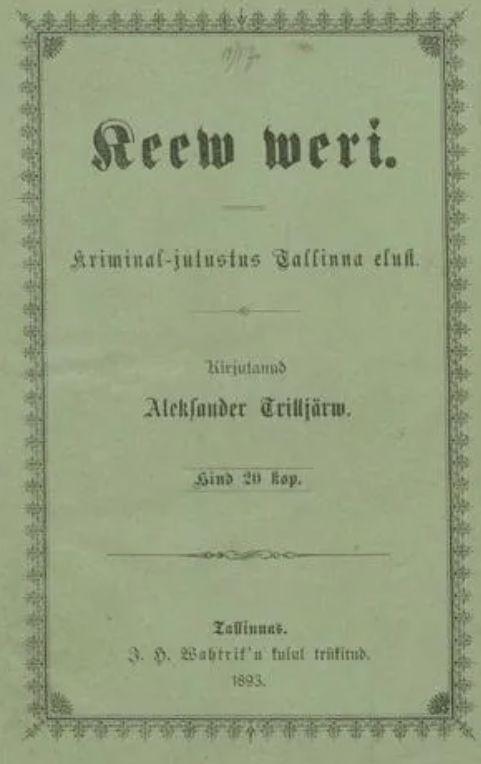 Keew weri.
Kriminal-jutustus Tallinna elust.
Kirjutanud
Aleksander Trilljärw.
Hind 20 kop.
Tallinnas.
J. H. Wahtrik'u kulul trükitud.
1893.